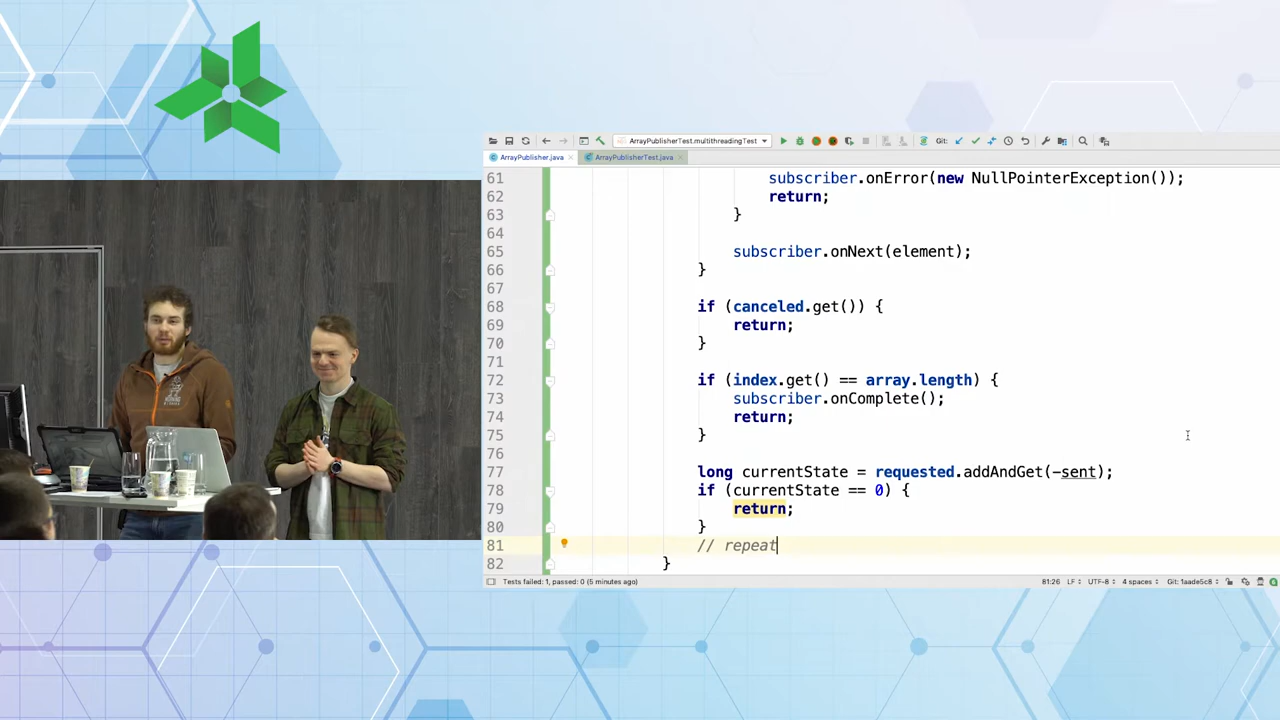 ArrayPublisherTest.multithreadingTest
Git:
ArrayPublisher.java
ArrayPublisherTest.java
61 subscriber.onError(new NullPointerException());
62 return;
63 }
64
65 subscriber.onNext(element);
66 }
67
68 if (canceled.get()) {
69 return;
70 }
71
72 if (index.get() == array.length) {
73 subscriber.onComplete();
74 return;
75 }
76
77 long currentState = requested.addAndGet(-sent);
78 if (currentState == 0) {
79 return;
80 }
81 // repeat
82 }
Tests failed: 1, passed: 0 (5 minutes ago)
81:26 LF UTF-8 4 spaces Git: 1aade5c8